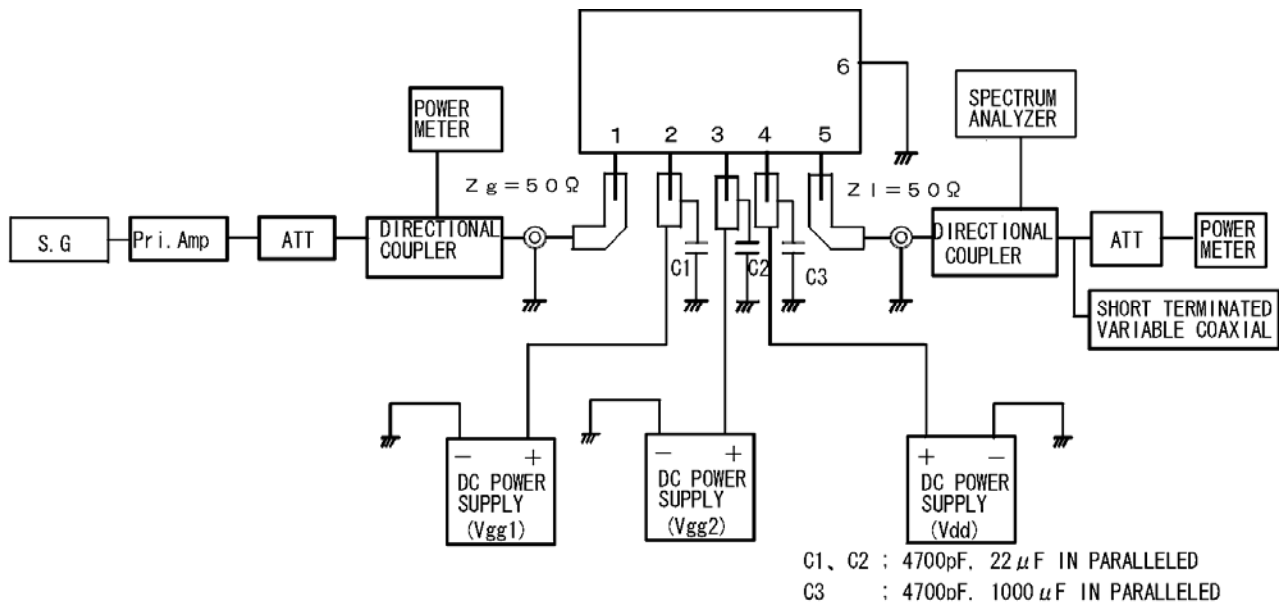 6
POWER
METER
SPECTRUM
ANALYZER
1 2 3 4 5
Zg=50Ω
Zl=50Ω
S.G
Pri.Amp
ATT
DIRECTIONAL
COUPLER
C1
C2
C3
DIRECTIONAL
COUPLER
ATT
POWER
METER
SHORT TERMINATED
VARIABLE COAXIAL
− +
DC POWER
SUPPLY
(Vgg1)
− +
DC POWER
SUPPLY
(Vgg2)
+ −
DC POWER
SUPPLY
(Vdd)
C1、C2 ; 4700pF, 22μF IN PARALLELED
C3 ; 4700pF, 1000μF IN PARALLELED